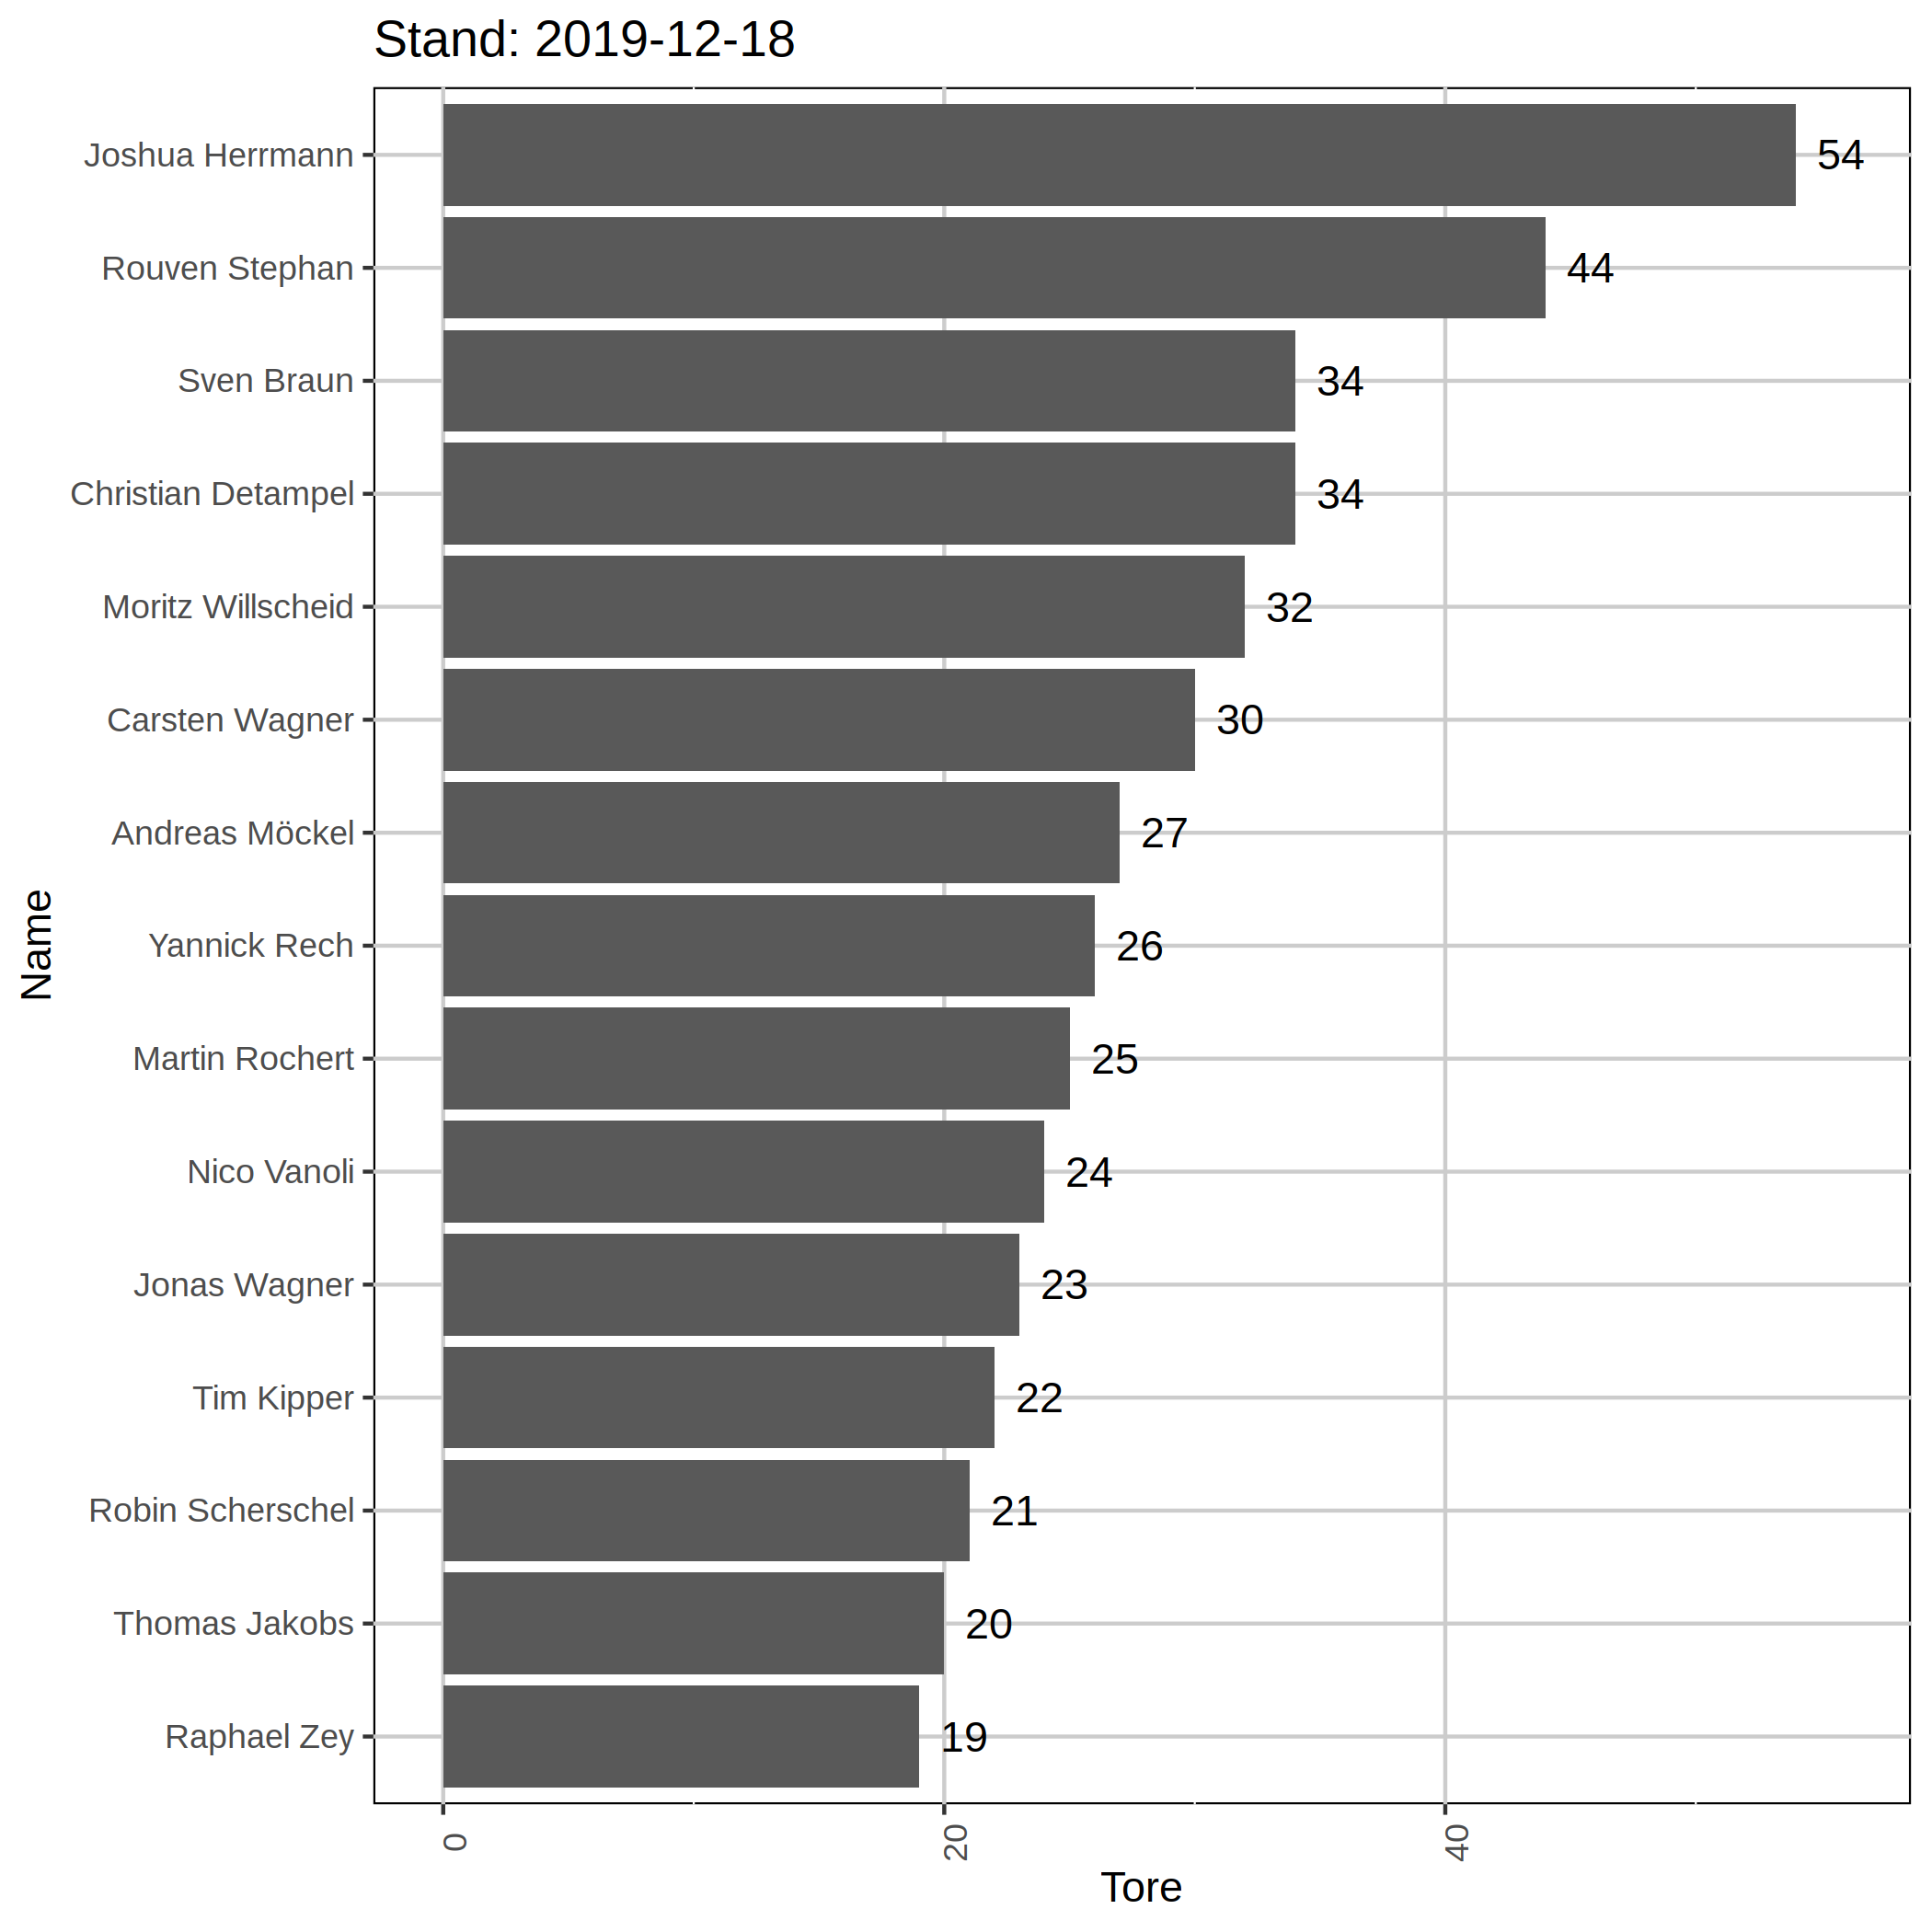 Stand: 2019-12-18
Joshua Herrmann 54
Rouven Stephan 44
Sven Braun 34
Christian Detampel 34
Moritz Willscheid 32
Carsten Wagner 30
Andreas Möckel 27
Yannick Rech 26
Martin Rochert 25
Nico Vanoli 24
Jonas Wagner 23
Tim Kipper 22
Robin Scherschel 21
Thomas Jakobs 20
Raphael Zey 19
Name
0 20 40
Tore